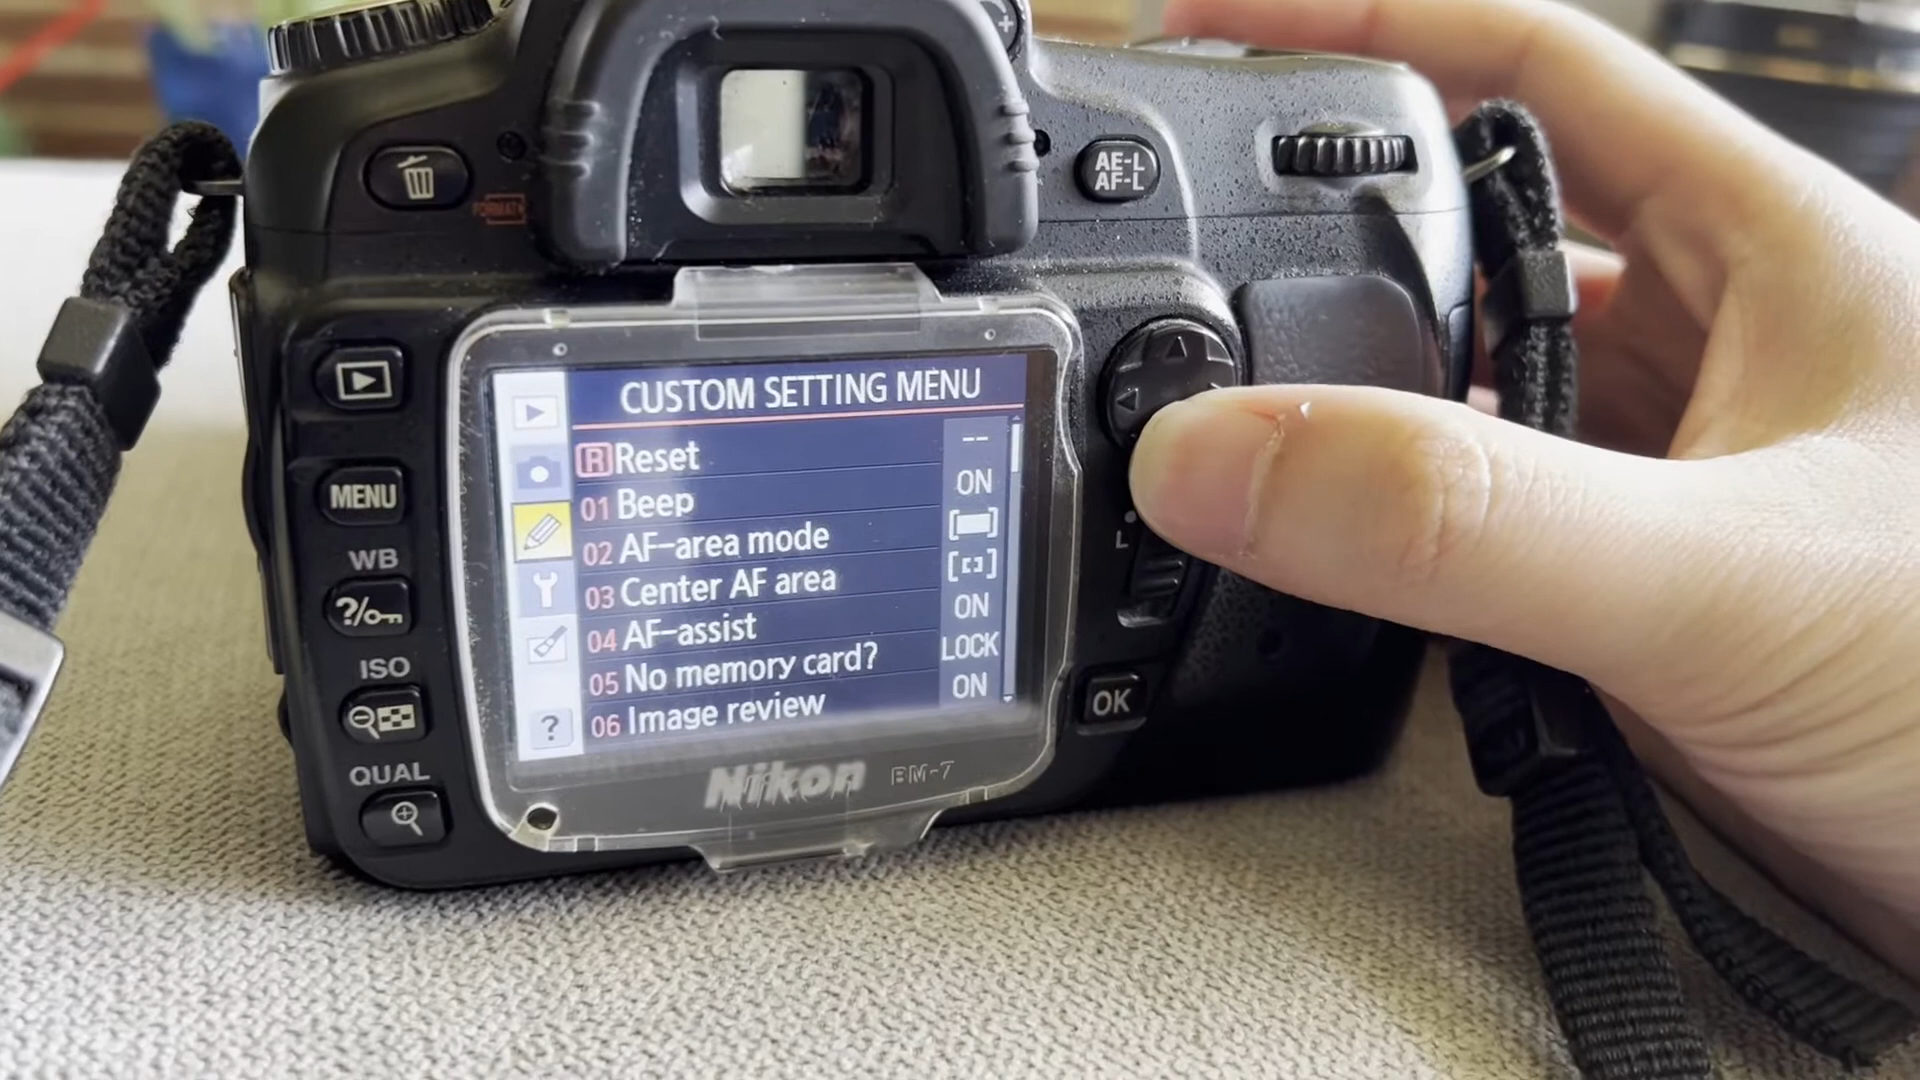 FORMAT
AE-L
AF-L
MENU
WB
?
ISO
QUAL
L
OK
CUSTOM SETTING MENU
R Reset --
01 Beep ON
02 AF-area mode
03 Center AF area
04 AF-assist ON
05 No memory card? LOCK
06 Image review ON
?
Nikon BM-7